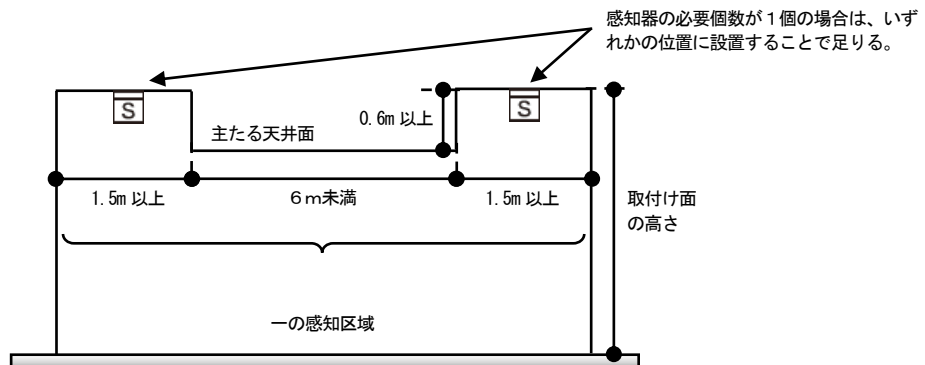 感知器の必要個数が１個の場合は、いず
れかの位置に設置することで足りる。
S
S
0.6m 以上
主たる天井面
1.5m 以上
６ｍ未満
1.5m 以上
取付け面
の高さ
一の感知区域